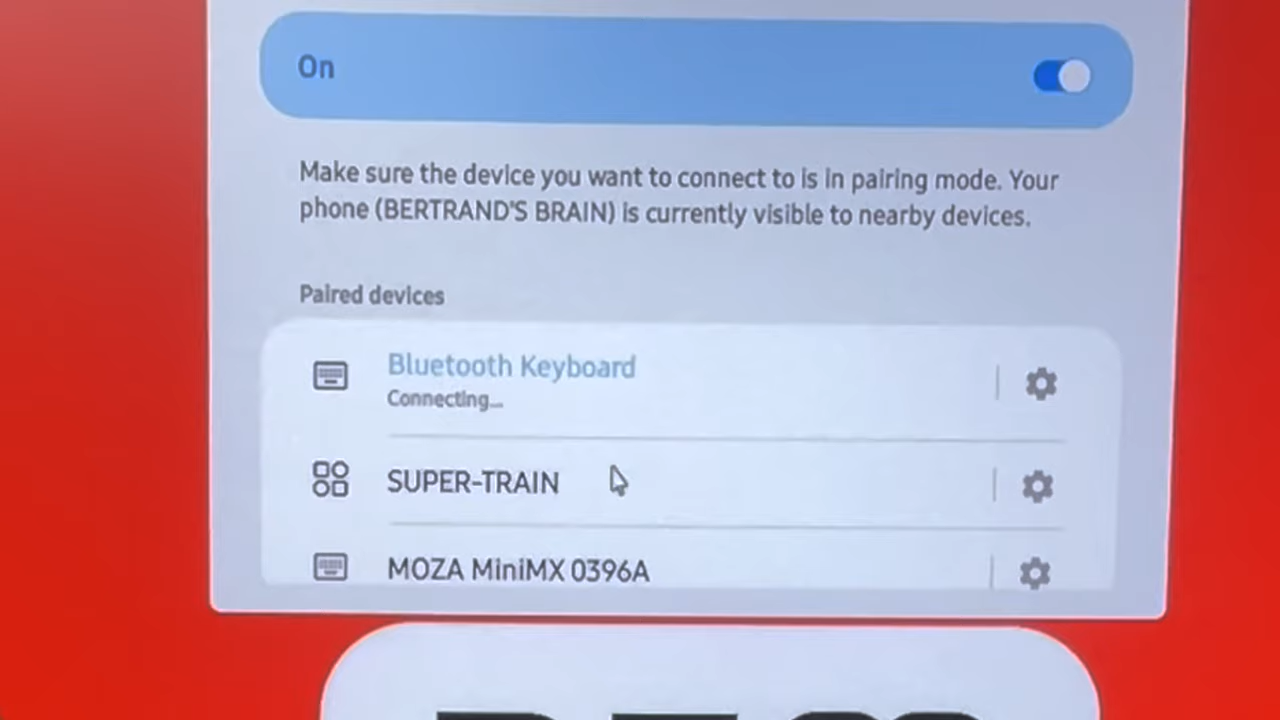 On
Make sure the device you want to connect to is in pairing mode. Your
phone (BERTRAND'S BRAIN) is currently visible to nearby devices.
Paired devices
Bluetooth Keyboard
Connecting...
SUPER-TRAIN
MOZA MiniMX 0396A